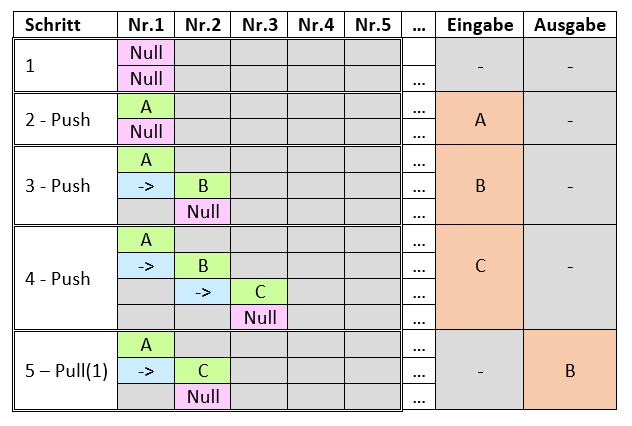 Schritt Nr.1 Nr.2 Nr.3 Nr.4 Nr.5 ... Eingabe Ausgabe
1 Null - -
Null ...
2 - Push A ... A -
Null ...
3 - Push A ... B -
-> B ...
Null ...
4 - Push A ... C -
-> B ...
-> C ...
Null ...
5 – Pull(1) A ... - B
-> C ...
Null ...